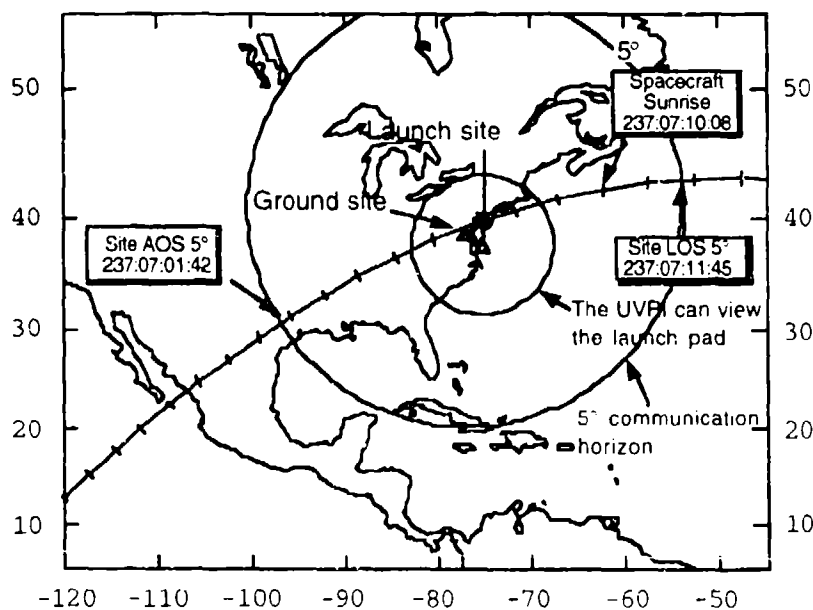 5°
Spacecraft
Sunrise
237:07:10:08
Launch site
Ground site
Site AOS 5°
237:07:01:42
Site LOS 5°
237:07:11:45
The UVPI can view
the launch pad
5° communication
horizon
50
40
30
20
10
50
40
30
20
10
-120 -110 -100 -90 -80 -70 -60 -50